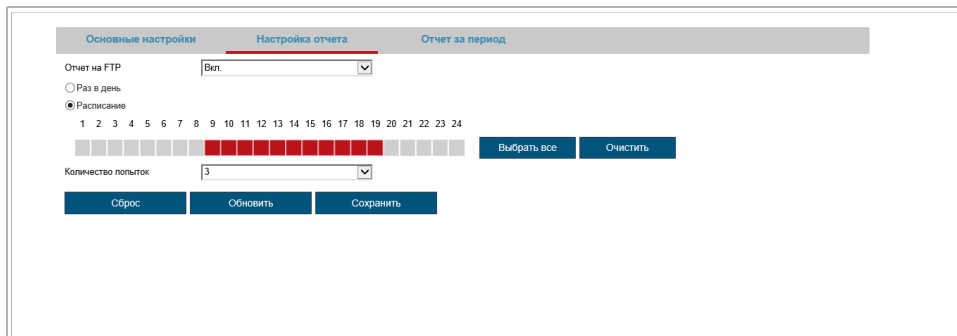 Основные настройки Настройка отчета Отчет за период
Отчет на FTP Вкл.
Раз в день
Расписание
1 2 3 4 5 6 7 8 9 10 11 12 13 14 15 16 17 18 19 20 21 22 23 24
Выбрать все Очистить
Количество попыток 3
Сброс Обновить Сохранить